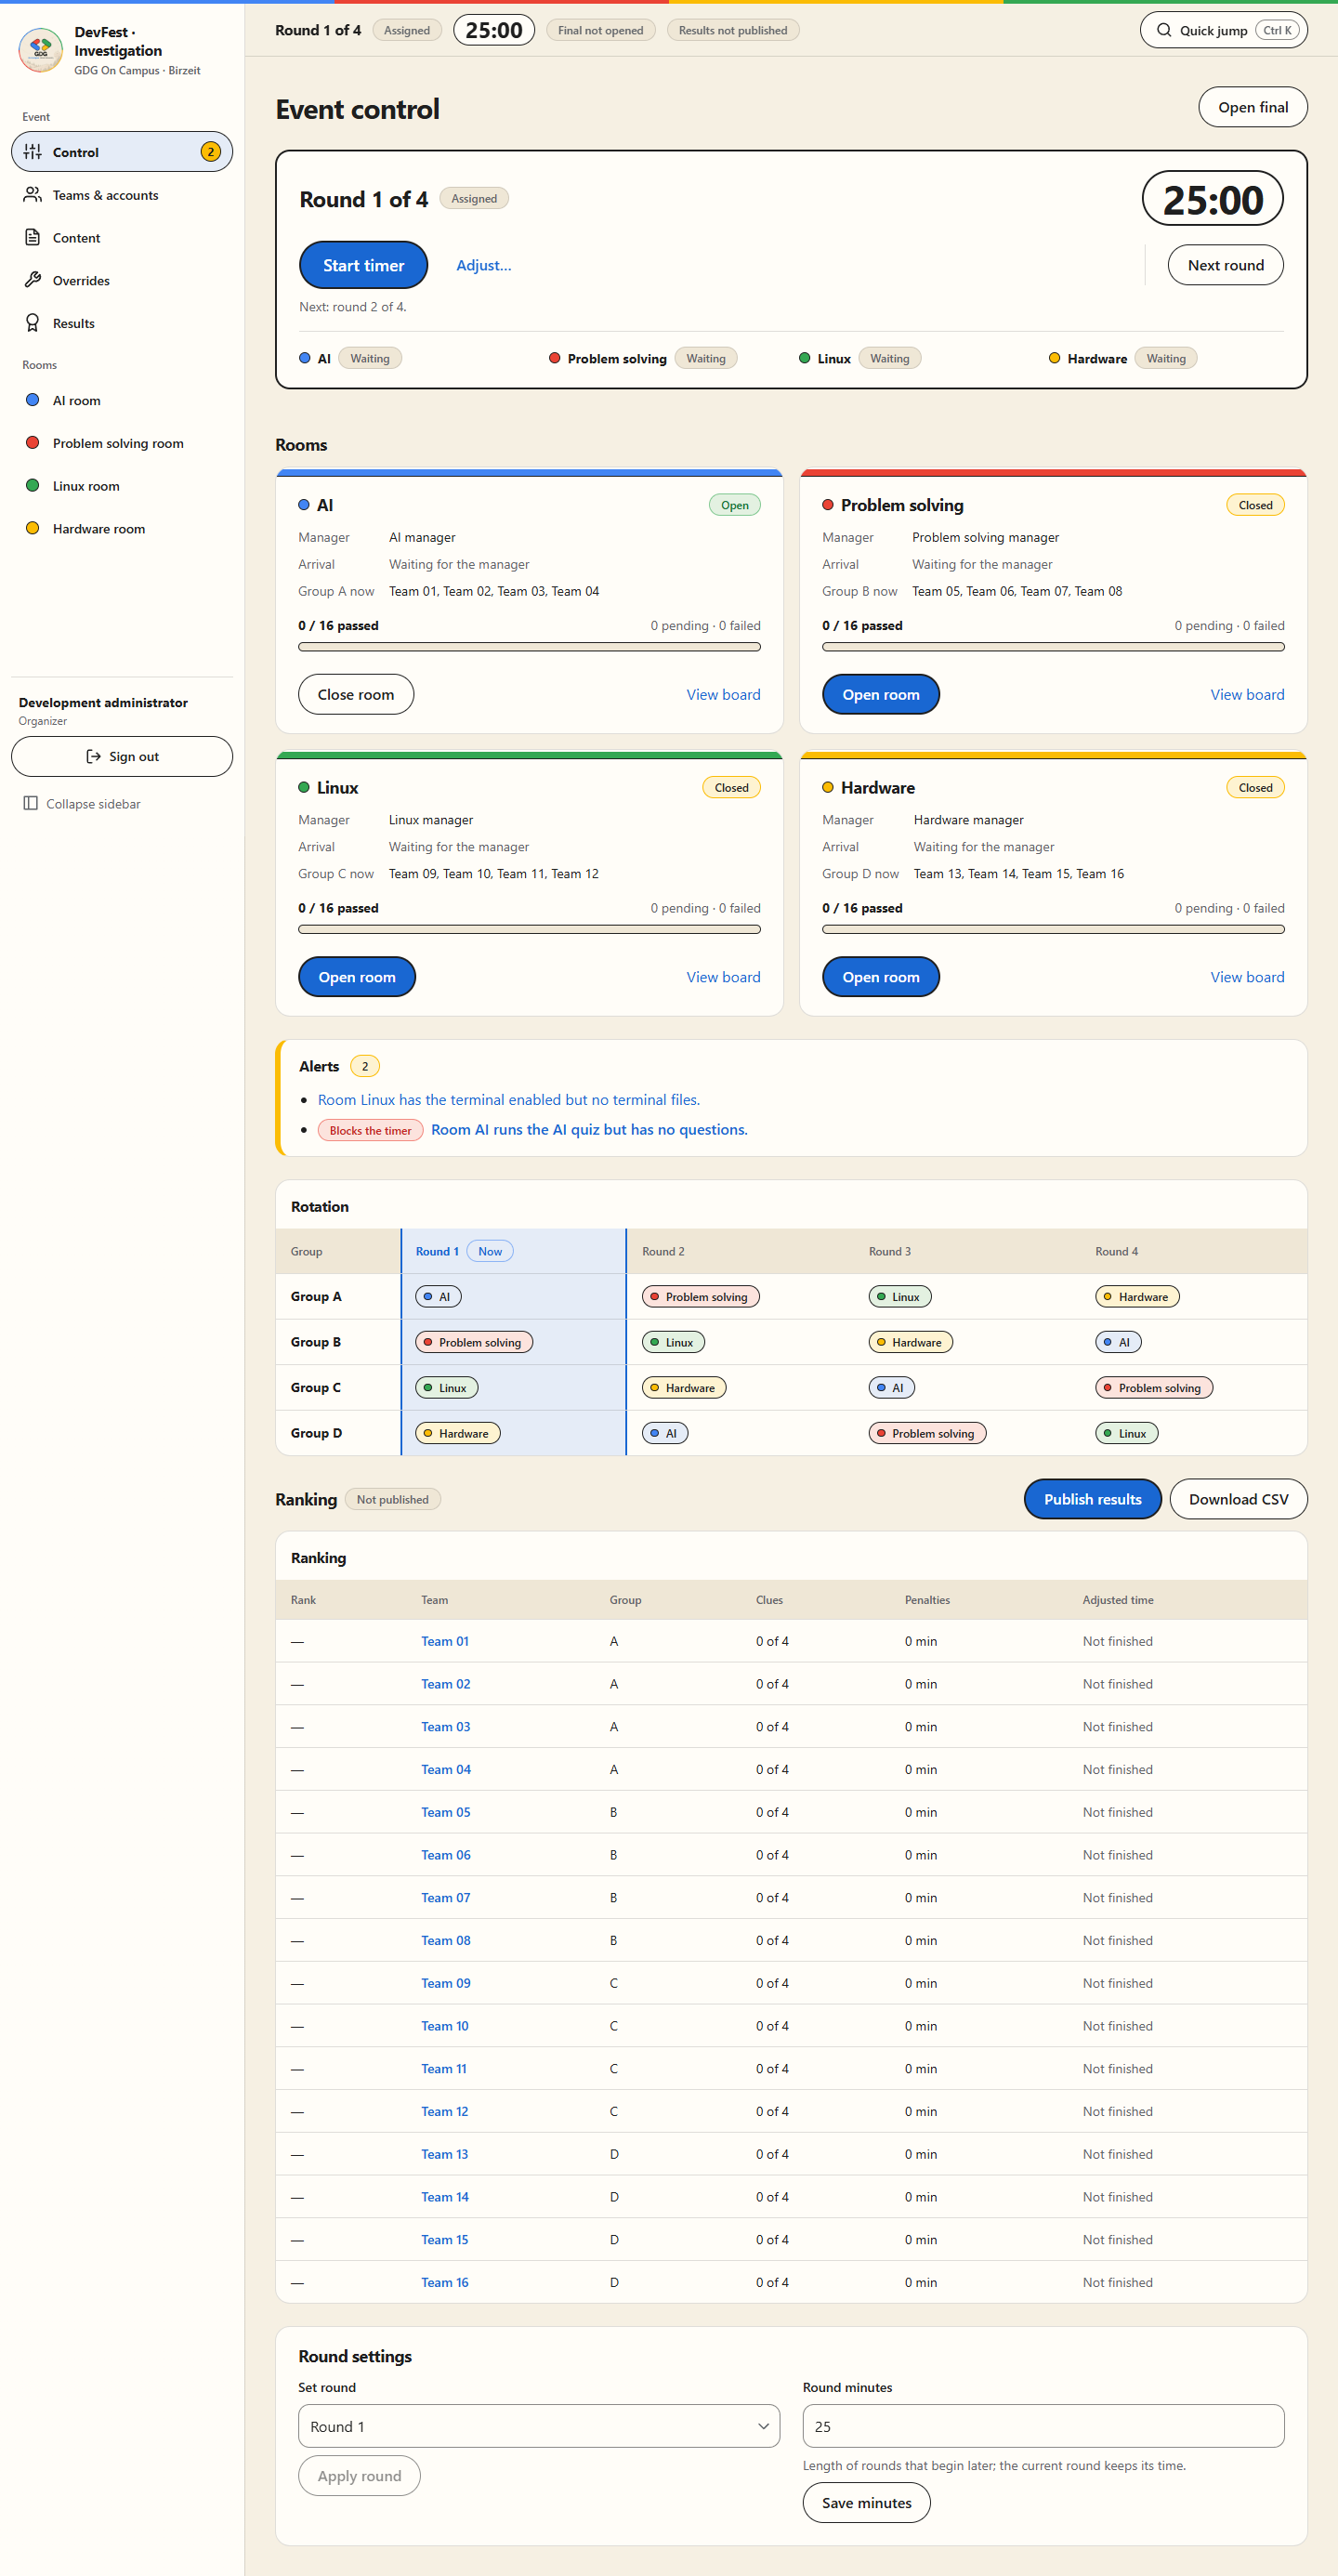 DevFest ·
Investigation
GDG On Campus · Birzeit
Event
Control 2
Teams & accounts
Content
Overrides
Results
Rooms
AI room
Problem solving room
Linux room
Hardware room
Development administrator
Organizer
Sign out
Collapse sidebar
Round 1 of 4 Assigned 25:00 Final not opened Results not published Quick jump Ctrl K
Event control Open final
Round 1 of 4 Assigned 25:00
Start timer Adjust... Next round
Next: round 2 of 4.
AI Waiting Problem solving Waiting Linux Waiting Hardware Waiting
Rooms
AI Open
Manager AI manager
Arrival Waiting for the manager
Group A now Team 01, Team 02, Team 03, Team 04
0 / 16 passed 0 pending · 0 failed
Close room View board
Problem solving Closed
Manager Problem solving manager
Arrival Waiting for the manager
Group B now Team 05, Team 06, Team 07, Team 08
0 / 16 passed 0 pending · 0 failed
Open room View board
Linux Closed
Manager Linux manager
Arrival Waiting for the manager
Group C now Team 09, Team 10, Team 11, Team 12
0 / 16 passed 0 pending · 0 failed
Open room View board
Hardware Closed
Manager Hardware manager
Arrival Waiting for the manager
Group D now Team 13, Team 14, Team 15, Team 16
0 / 16 passed 0 pending · 0 failed
Open room View board
Alerts 2
Room Linux has the terminal enabled but no terminal files.
Blocks the timer Room AI runs the AI quiz but has no questions.
Rotation
Group Round 1 Now Round 2 Round 3 Round 4
Group A AI Problem solving Linux Hardware
Group B Problem solving Linux Hardware AI
Group C Linux Hardware AI Problem solving
Group D Hardware AI Problem solving Linux
Ranking Not published Publish results Download CSV
Ranking
Rank Team Group Clues Penalties Adjusted time
— Team 01 A 0 of 4 0 min Not finished
— Team 02 A 0 of 4 0 min Not finished
— Team 03 A 0 of 4 0 min Not finished
— Team 04 A 0 of 4 0 min Not finished
— Team 05 B 0 of 4 0 min Not finished
— Team 06 B 0 of 4 0 min Not finished
— Team 07 B 0 of 4 0 min Not finished
— Team 08 B 0 of 4 0 min Not finished
— Team 09 C 0 of 4 0 min Not finished
— Team 10 C 0 of 4 0 min Not finished
— Team 11 C 0 of 4 0 min Not finished
— Team 12 C 0 of 4 0 min Not finished
— Team 13 D 0 of 4 0 min Not finished
— Team 14 D 0 of 4 0 min Not finished
— Team 15 D 0 of 4 0 min Not finished
— Team 16 D 0 of 4 0 min Not finished
Round settings
Set round
Round 1
Apply round
Round minutes
25
Length of rounds that begin later; the current round keeps its time.
Save minutes